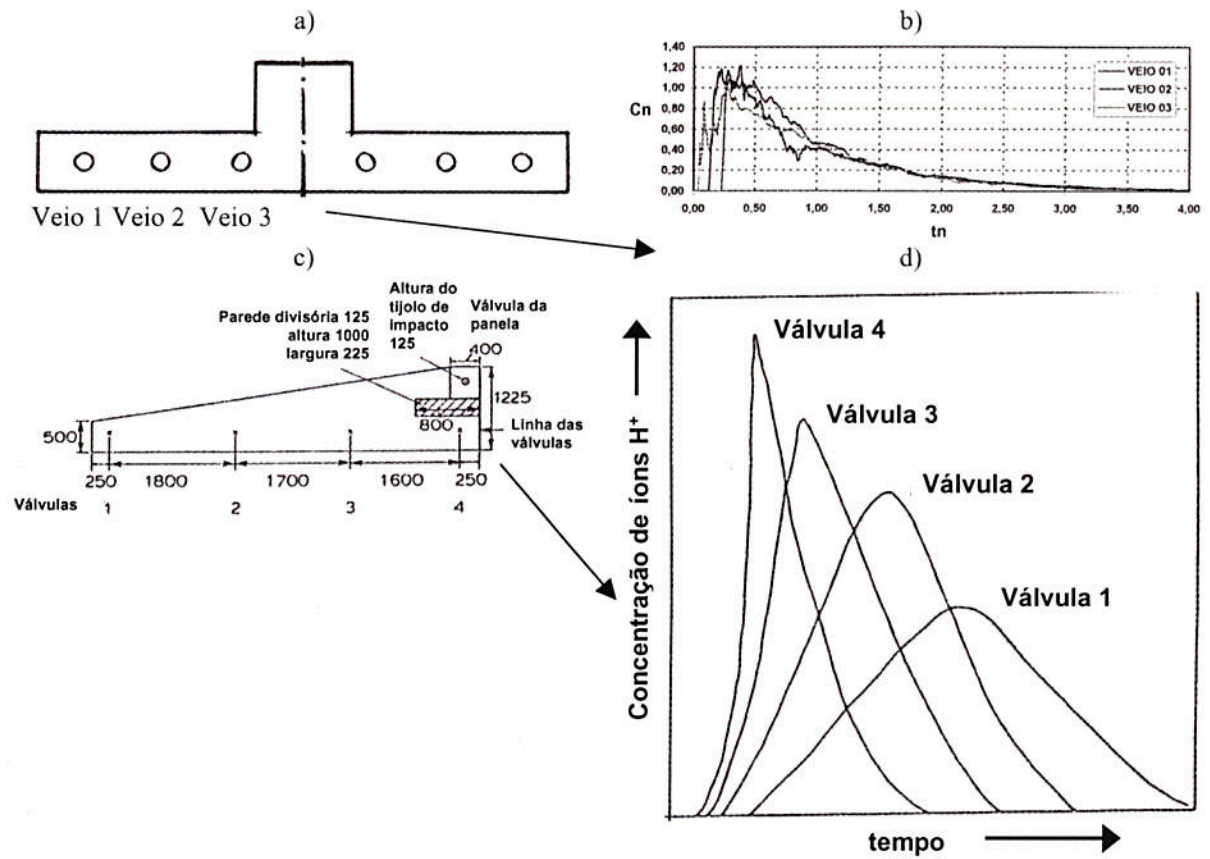 a)
Veio 1 Veio 2 Veio 3
b)
Cn
1,40
1,20
1,00
0,80
0,60
0,40
0,20
0,00
VEIO 01
VEIO 02
VEIO 03
0,00 0,50 1,00 1,50 2,00 2,50 3,00 3,50 4,00
tn
c)
Parede divisória 125
altura 1000
largura 225
Altura do
tijolo de
impacto
125
Válvula da
panela
400
1225
800
Linha das
válvulas
500
250 1800 1700 1600 250
Válvulas 1 2 3 4
d)
Concentração de íons H⁺
Válvula 4
Válvula 3
Válvula 2
Válvula 1
tempo